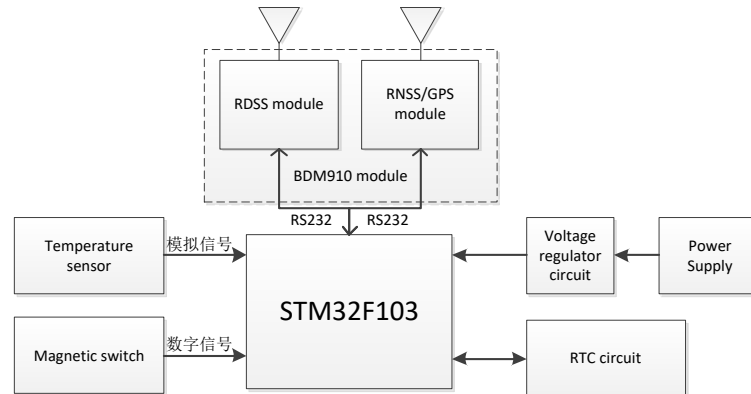 RDSS module
RNSS/GPS
module
BDM910 module
RS232
RS232
Temperature
sensor
模拟信号
Voltage
regulator
circuit
Power
Supply
STM32F103
Magnetic switch
数字信号
RTC circuit